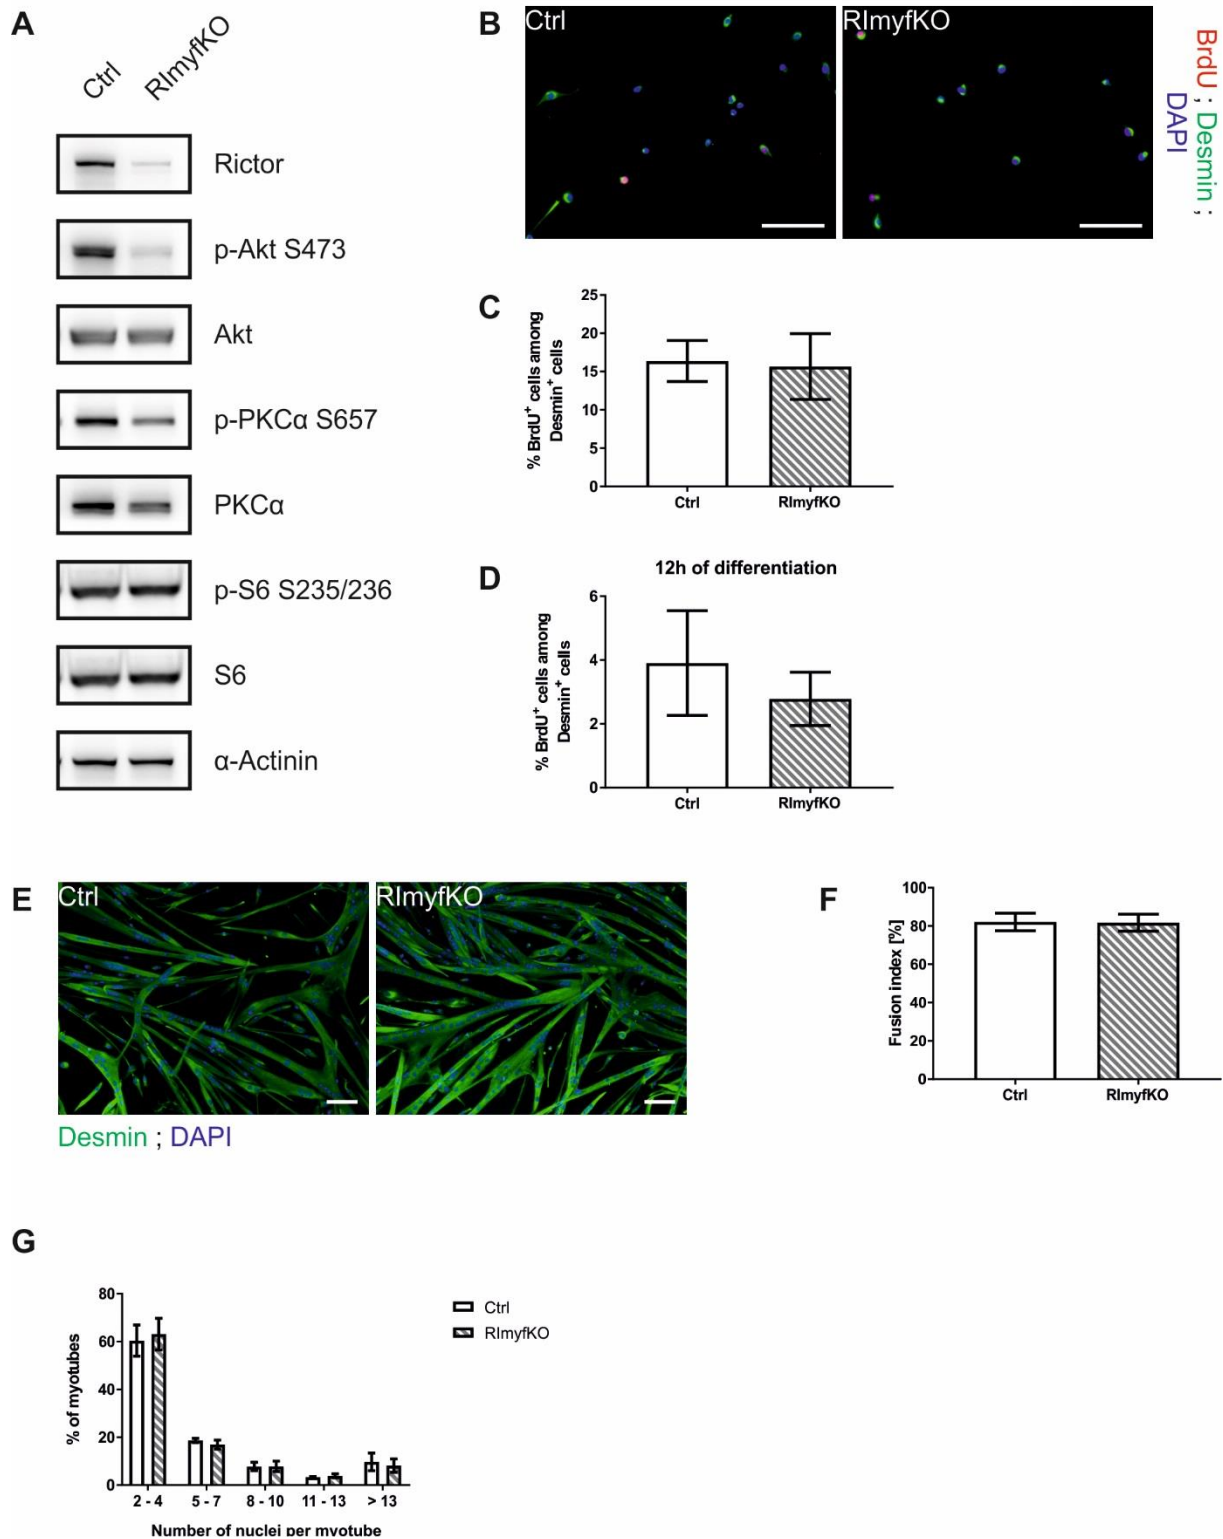 A
Ctrl
RImyfKO
Rictor
p-Akt S473
Akt
p-PKCα S657
PKCα
p-S6 S235/236
S6
α-Actinin
B
Ctrl
RImyfKO
BrdU ; Desmin ;
DAPI
C
% BrdU⁺ cells among
Desmin⁺ cells
25
20
15
10
5
0
Ctrl
RImyfKO
D
12h of differentiation
% BrdU⁺ cells among
Desmin⁺ cells
6
4
2
0
Ctrl
RImyfKO
E
Ctrl
RImyfKO
Desmin ; DAPI
F
Fusion index [%]
100
80
60
40
20
0
Ctrl
RImyfKO
G
% of myotubes
80
60
40
20
0
2 - 4
5 - 7
8 - 10
11 - 13
> 13
Number of nuclei per myotube
Ctrl
RImyfKO